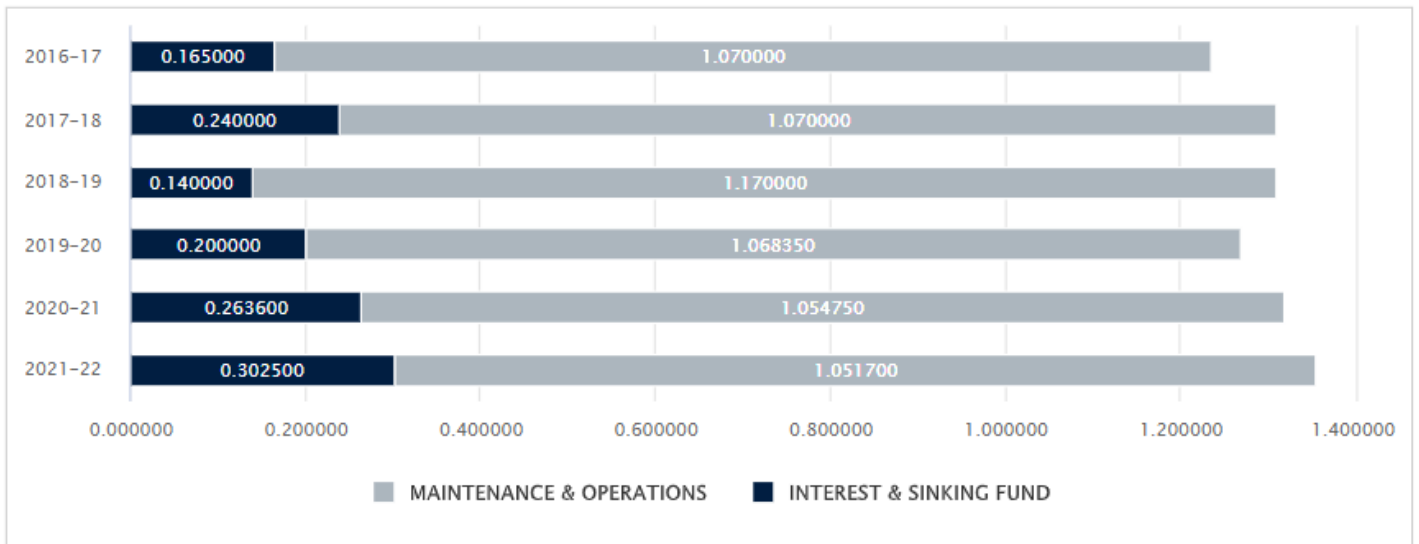 2016-17 0.165000 1.070000
2017-18 0.240000 1.070000
2018-19 0.140000 1.170000
2019-20 0.200000 1.068350
2020-21 0.263600 1.054750
2021-22 0.302500 1.051700
0.000000 0.200000 0.400000 0.600000 0.800000 1.000000 1.200000 1.400000
MAINTENANCE & OPERATIONS INTEREST & SINKING FUND